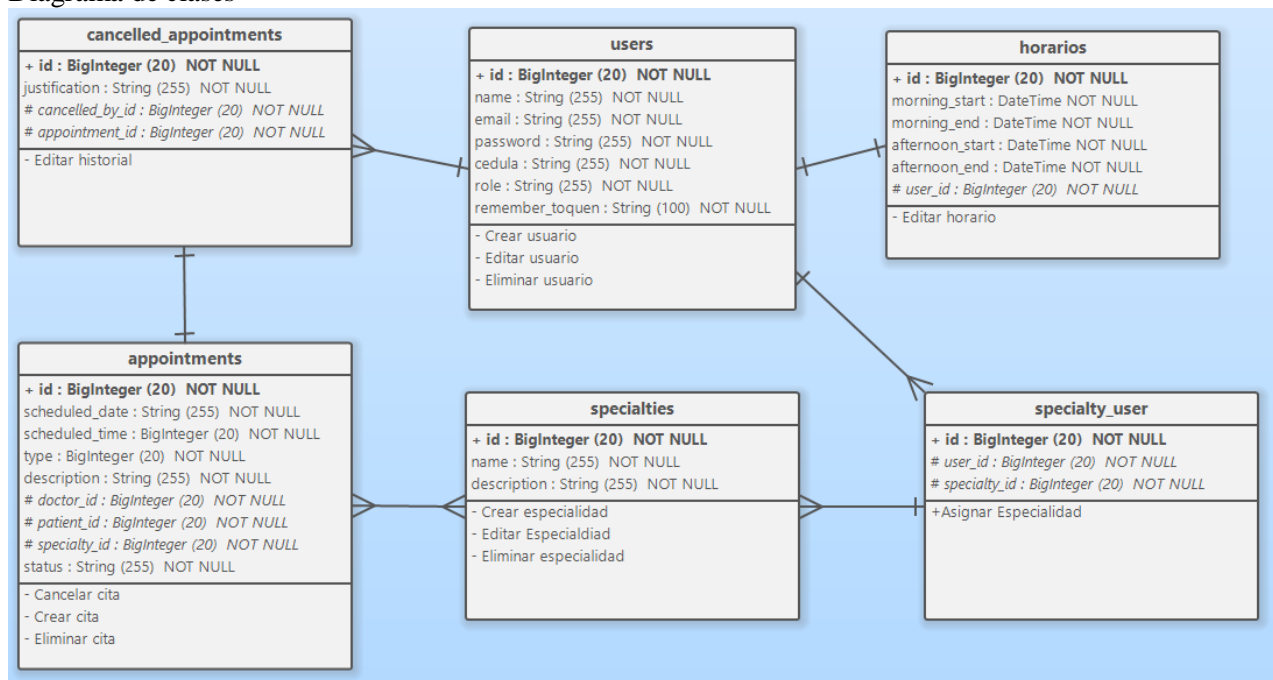 Diagrama de clases
cancelled_appointments
+ id : BigInteger (20) NOT NULL
justification : String (255) NOT NULL
# cancelled_by_id : BigInteger (20) NOT NULL
# appointment_id : BigInteger (20) NOT NULL
- Editar historial
users
+ id : BigInteger (20) NOT NULL
name : String (255) NOT NULL
email : String (255) NOT NULL
password : String (255) NOT NULL
cedula : String (255) NOT NULL
role : String (255) NOT NULL
remember_toquen : String (100) NOT NULL
- Crear usuario
- Editar usuario
- Eliminar usuario
horarios
+ id : BigInteger (20) NOT NULL
morning_start : DateTime NOT NULL
morning_end : DateTime NOT NULL
afternoon_start : DateTime NOT NULL
afternoon_end : DateTime NOT NULL
# user_id : BigInteger (20) NOT NULL
- Editar horario
appointments
+ id : BigInteger (20) NOT NULL
scheduled_date : String (255) NOT NULL
scheduled_time : BigInteger (20) NOT NULL
type : BigInteger (20) NOT NULL
description : String (255) NOT NULL
# doctor_id : BigInteger (20) NOT NULL
# patient_id : BigInteger (20) NOT NULL
# specialty_id : BigInteger (20) NOT NULL
status : String (255) NOT NULL
- Cancelar cita
- Crear cita
- Eliminar cita
specialties
+ id : BigInteger (20) NOT NULL
name : String (255) NOT NULL
description : String (255) NOT NULL
- Crear especialidad
- Editar Especialdiad
- Eliminar especialidad
specialty_user
+ id : BigInteger (20) NOT NULL
# user_id : BigInteger (20) NOT NULL
# specialty_id : BigInteger (20) NOT NULL
+Asignar Especialidad